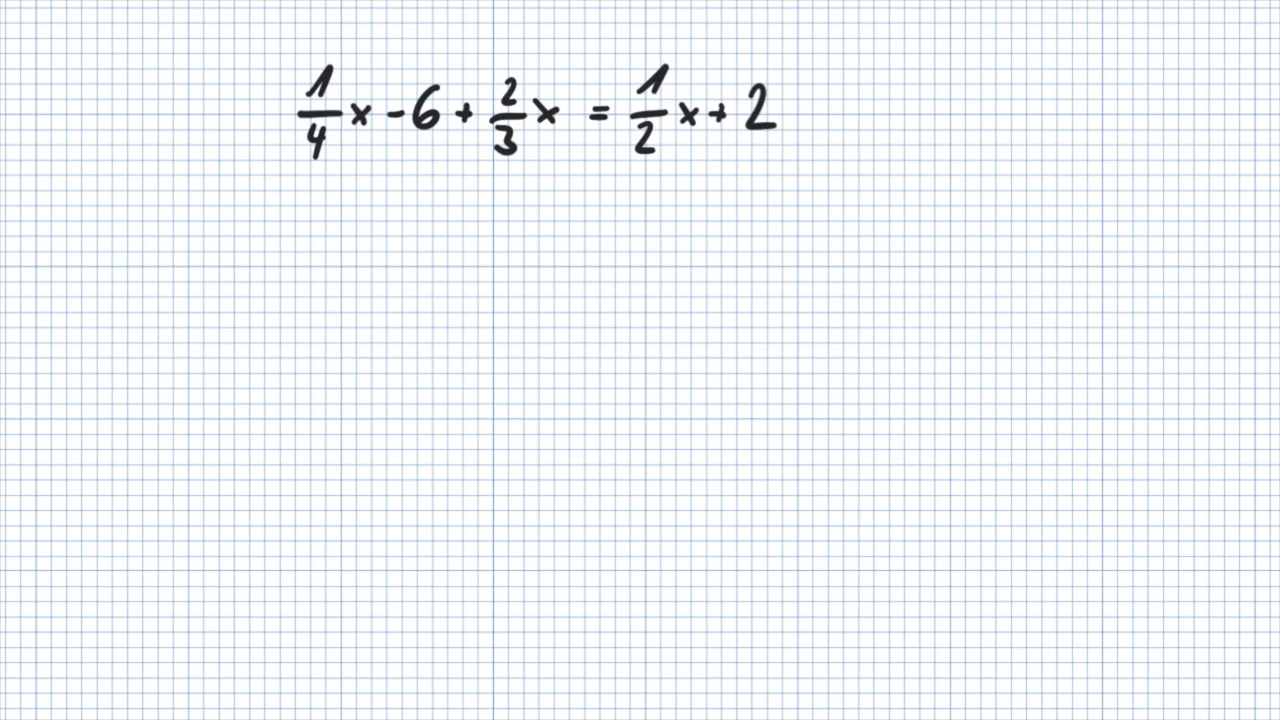 1/4 x - 6 + 2/3 x = 1/2 x + 2